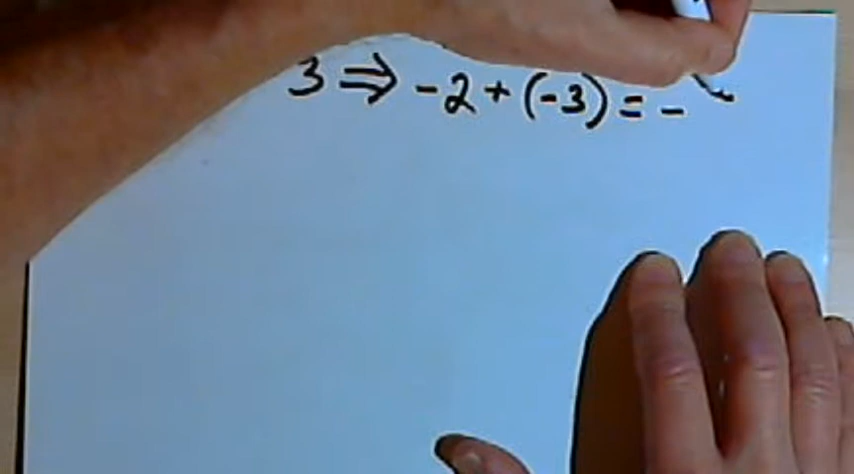 3 ⇒ -2 + (-3) = -